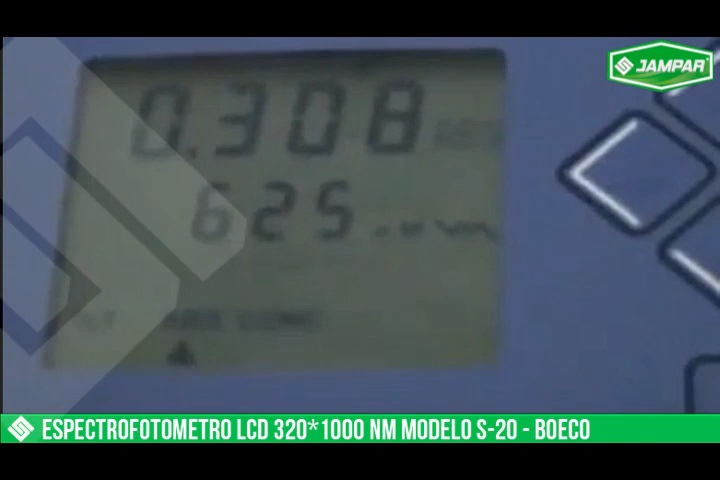 JAMPAR
0.308
625
ESPECTROFOTOMETRO LCD 320*1000 NM MODELO S-20 - BOECO